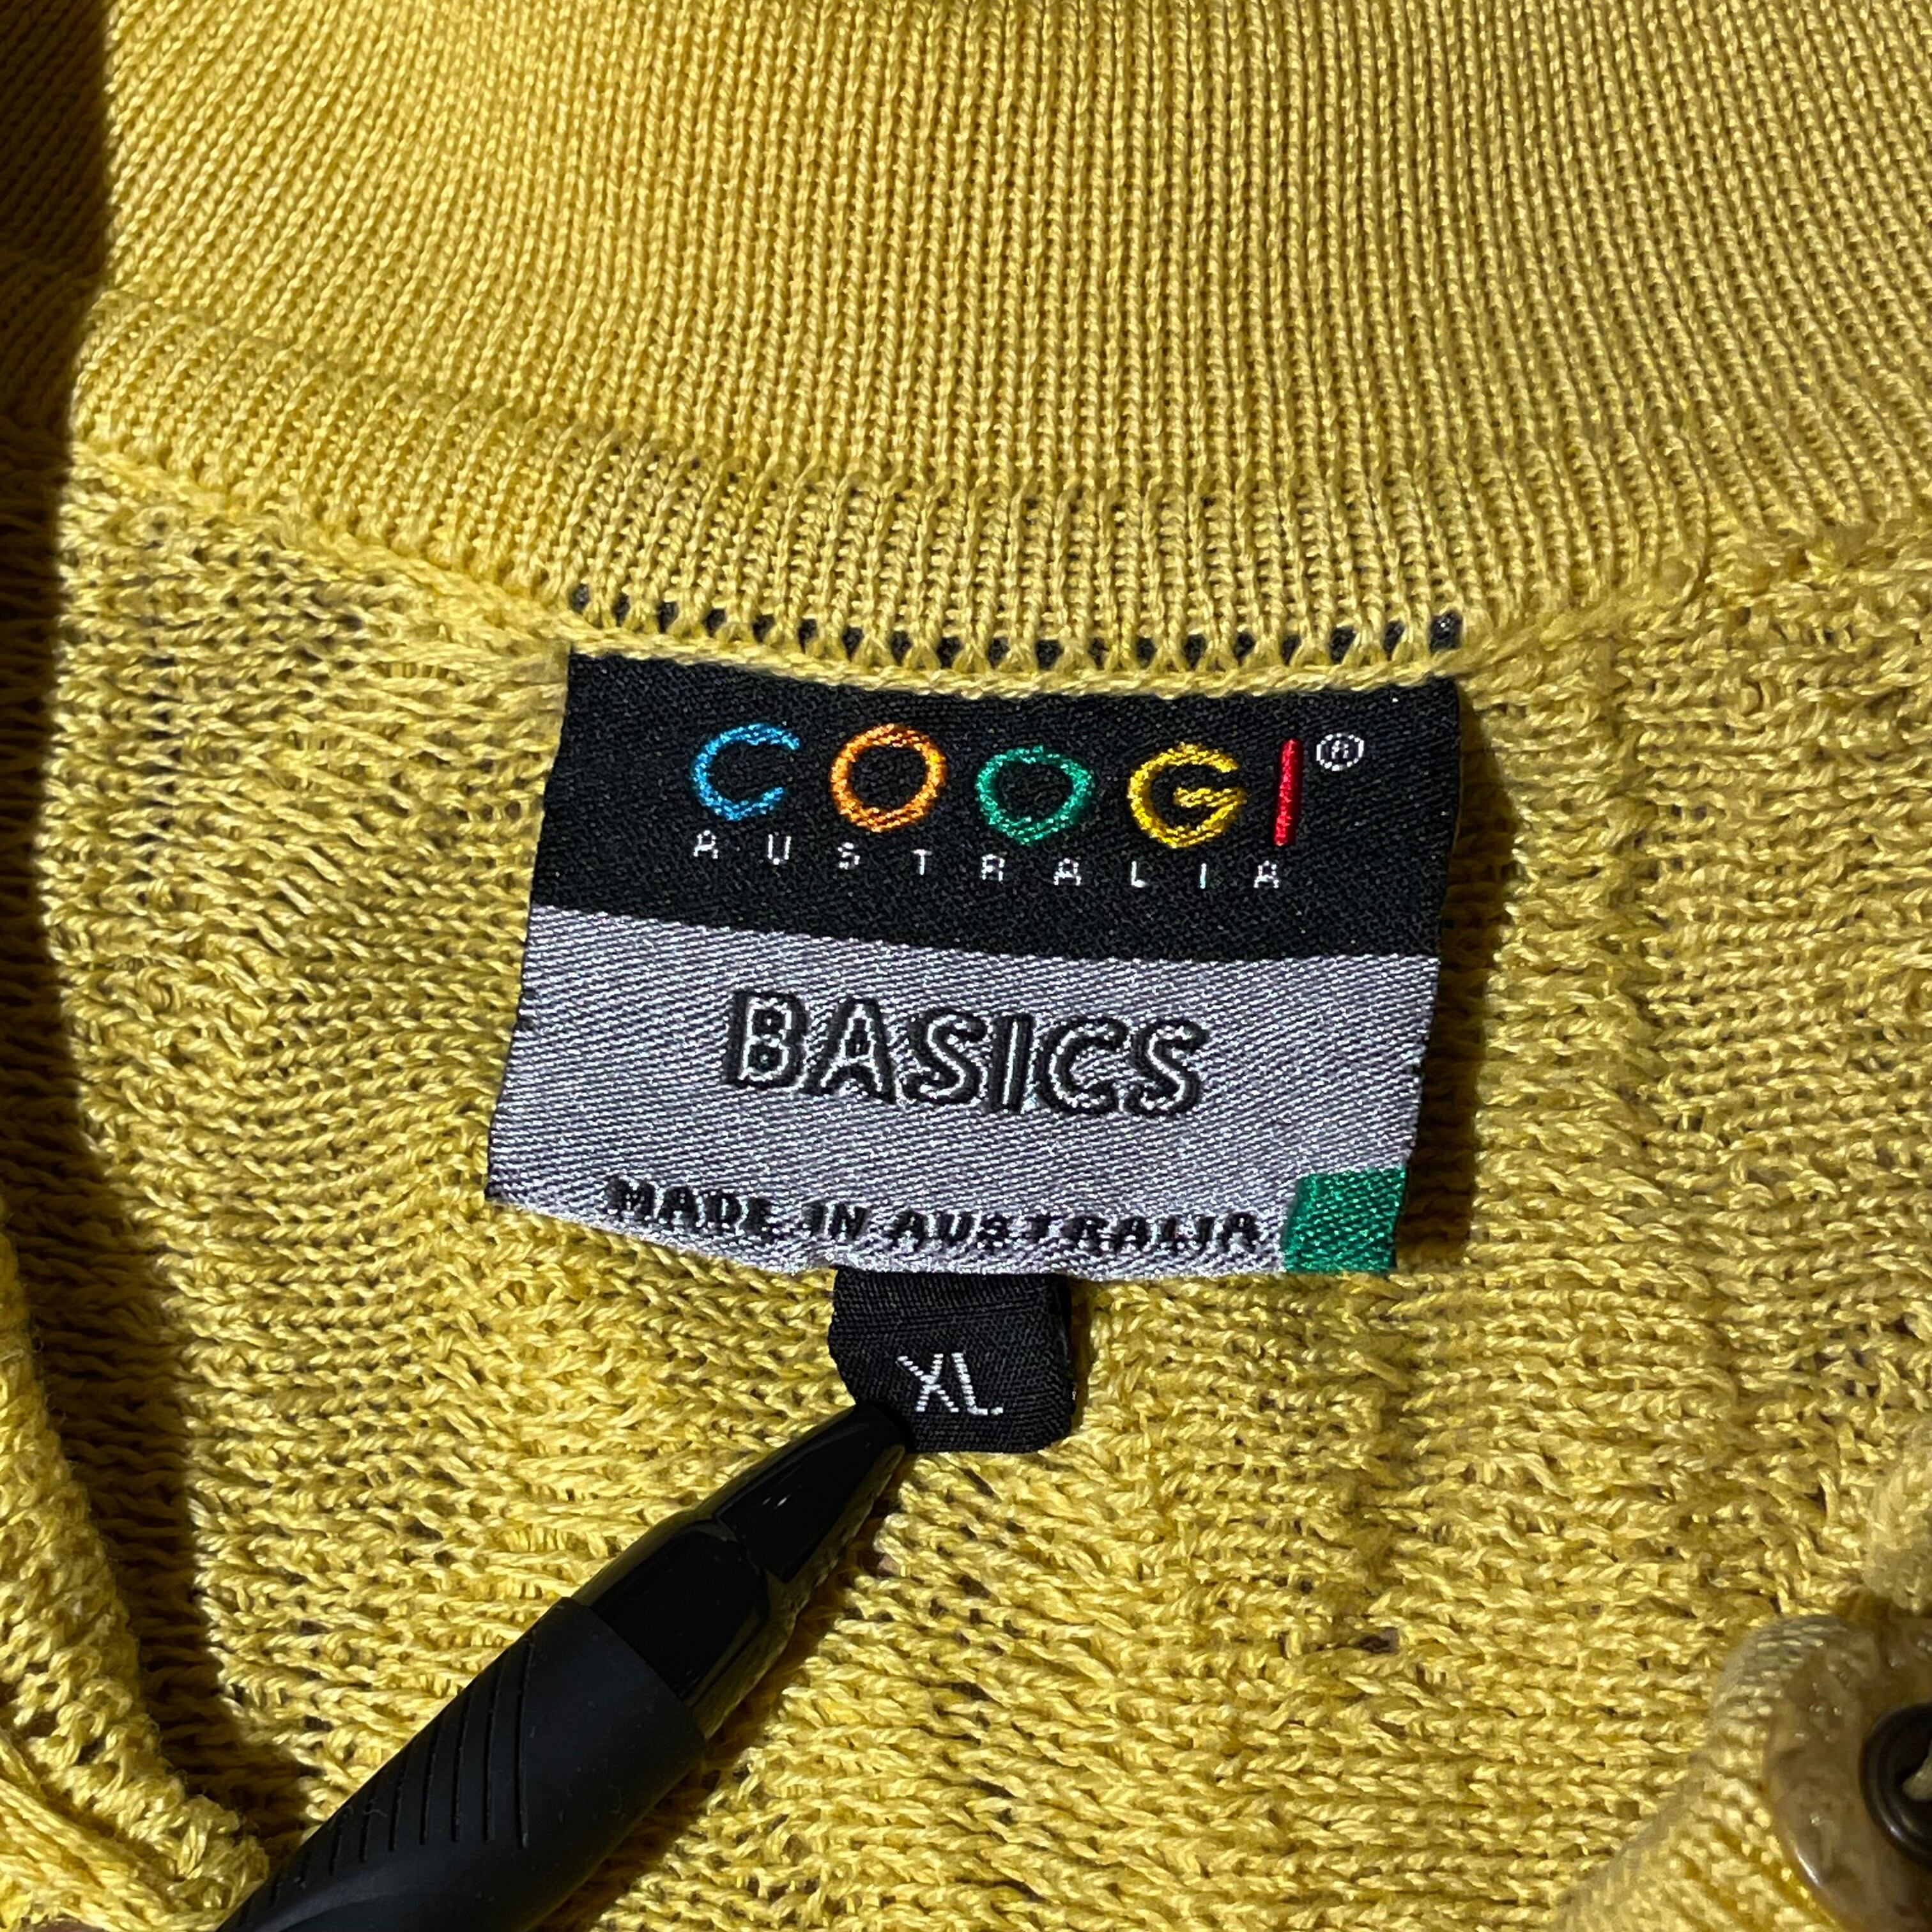 COOGI®
AUSTRALIA
BASICS
MADE IN AUSTRALIA
XL